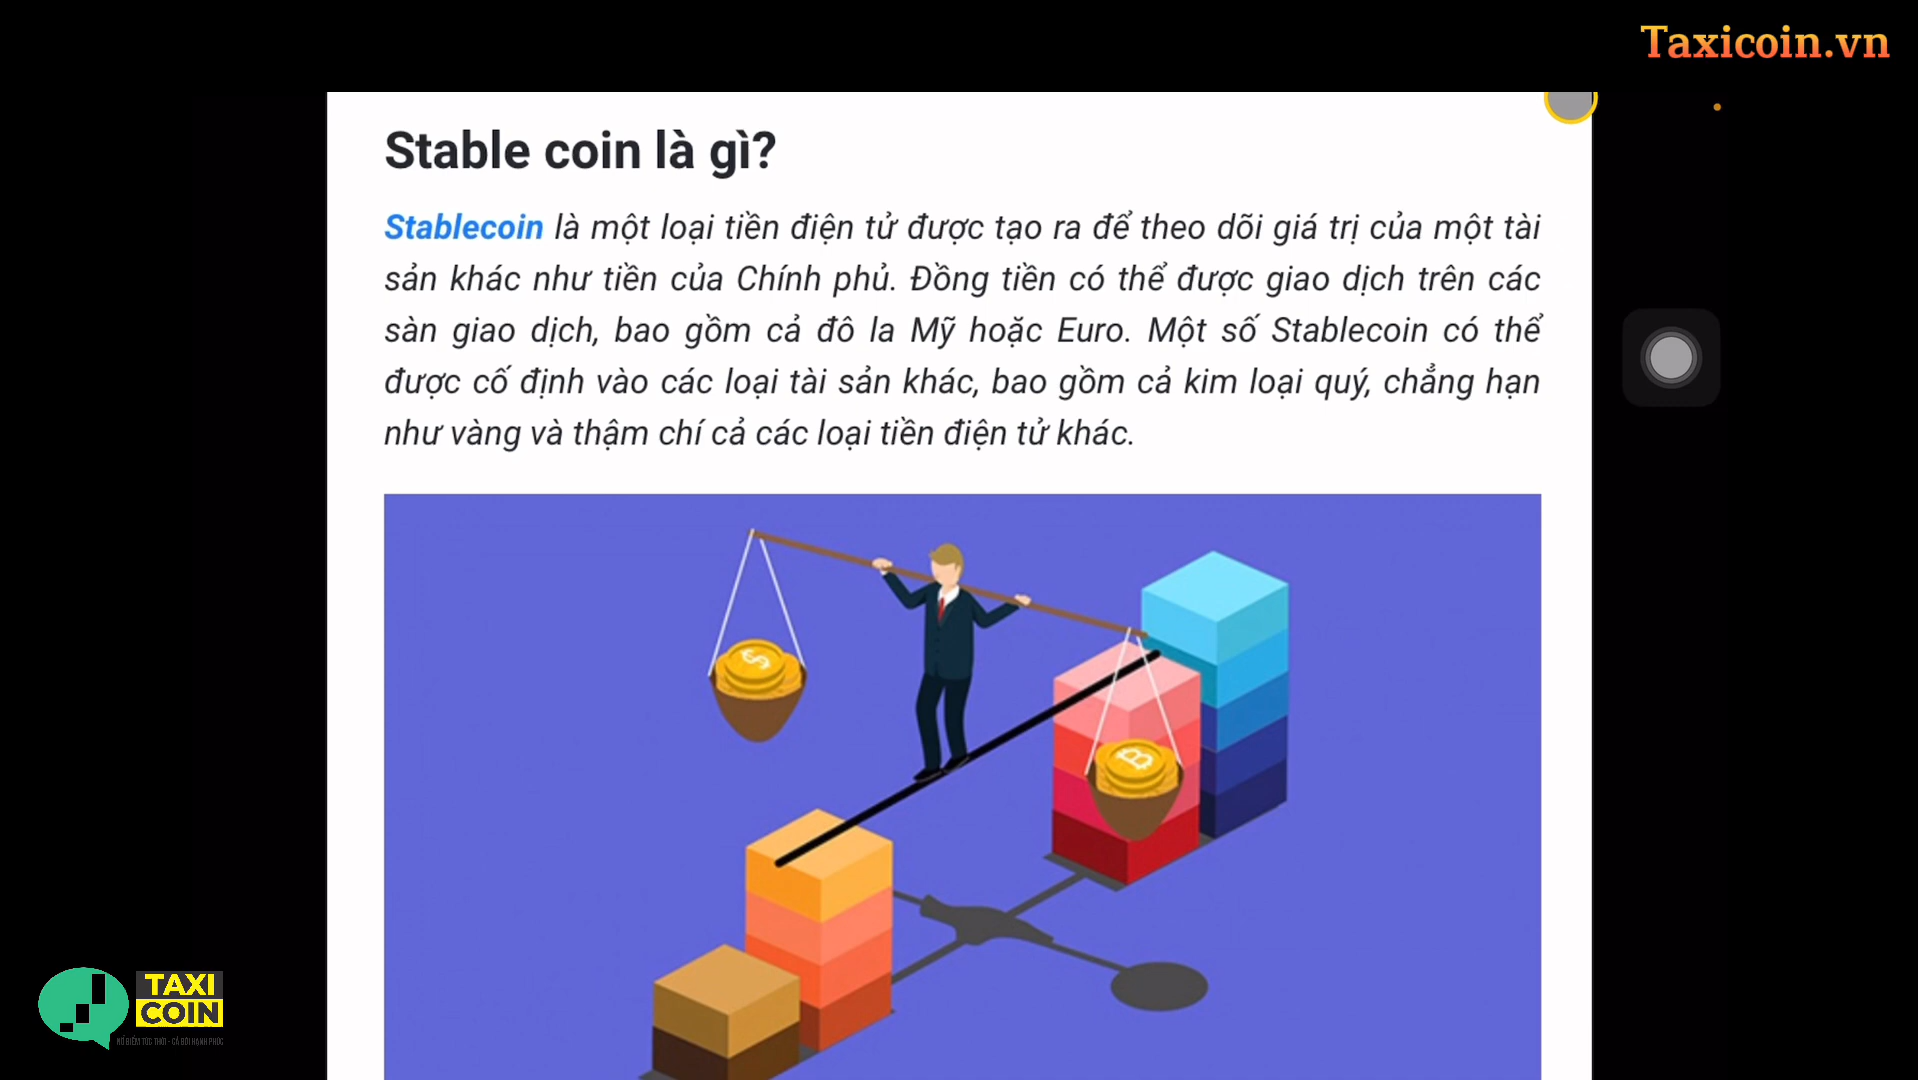 Taxicoin.vn
Stable coin là gì?
Stablecoin là một loại tiền điện tử được tạo ra để theo dõi giá trị của một tài
sản khác như tiền của Chính phủ. Đồng tiền có thể được giao dịch trên các
sàn giao dịch, bao gồm cả đô la Mỹ hoặc Euro. Một số Stablecoin có thể
được cố định vào các loại tài sản khác, bao gồm cả kim loại quý, chẳng hạn
như vàng và thậm chí cả các loại tiền điện tử khác.
$
B
TAXI
COIN